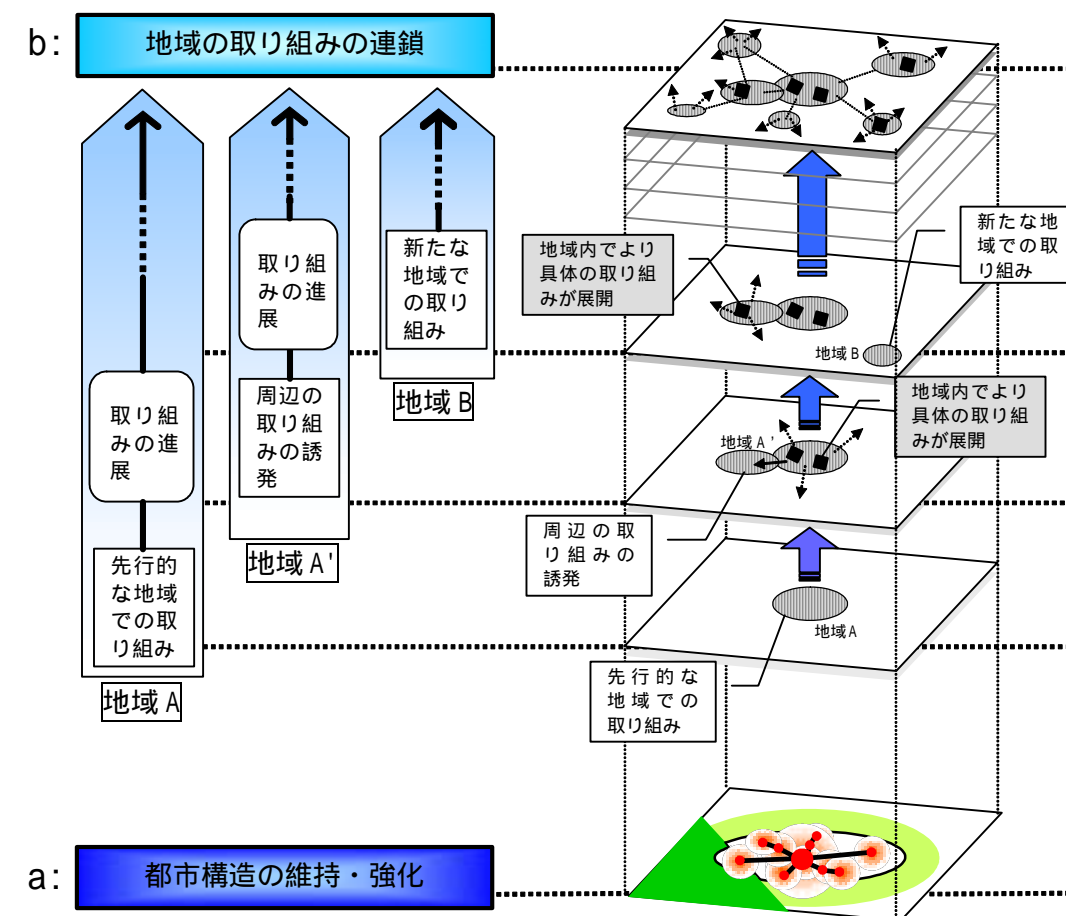 b:
地域の取り組みの連鎖
取り組
みの進
展
先行的
な地域
での取
り組み
地域 A
取り組
みの進
展
周辺の
取り組
みの誘
発
地域 A'
新たな
地域で
の取り
組み
地域 B
地域内でより
具体の取り組
みが展開
新たな地
域での取
り組み
地域 B
地域内でより
具体の取り組
みが展開
地域 A '
周辺の取
り組みの
誘発
地域 A
先行的な
地域での
取り組み
a:
都市構造の維持・強化